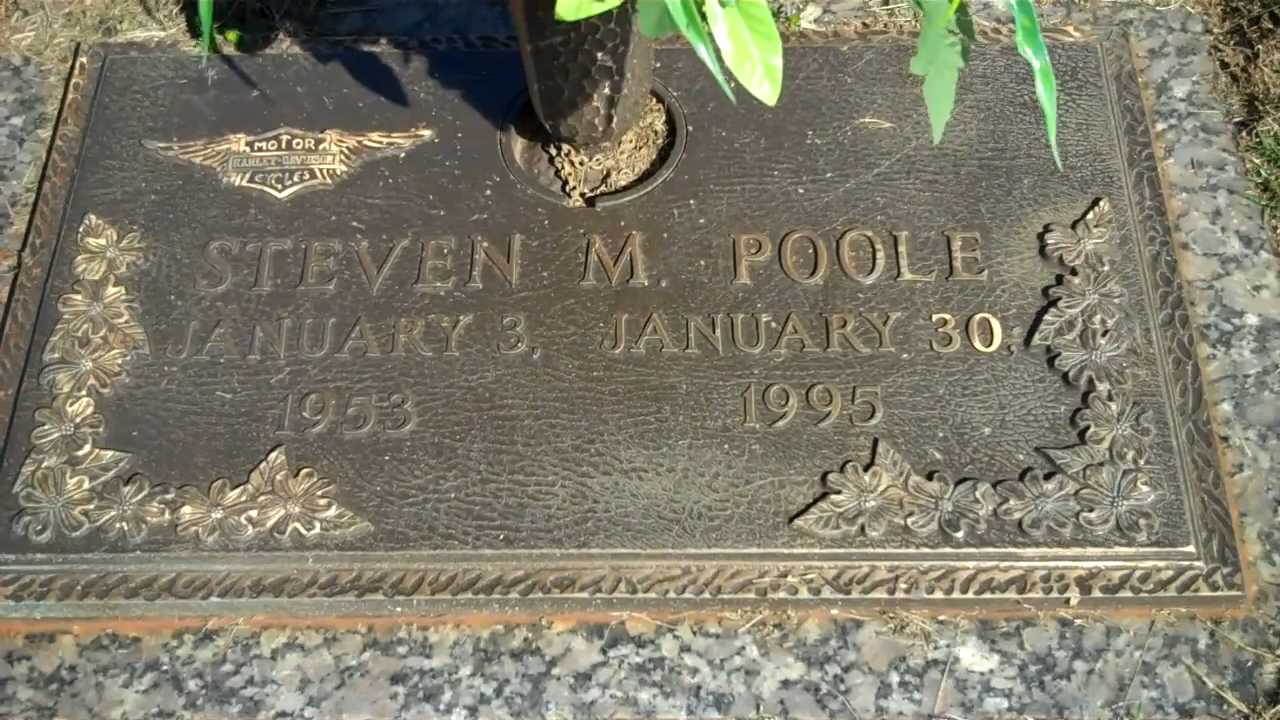 MOTOR
HARLEY-DAVIDSON
CYCLES
STEVEN M. POOLE
JANUARY 3, JANUARY 30,
1953 1995